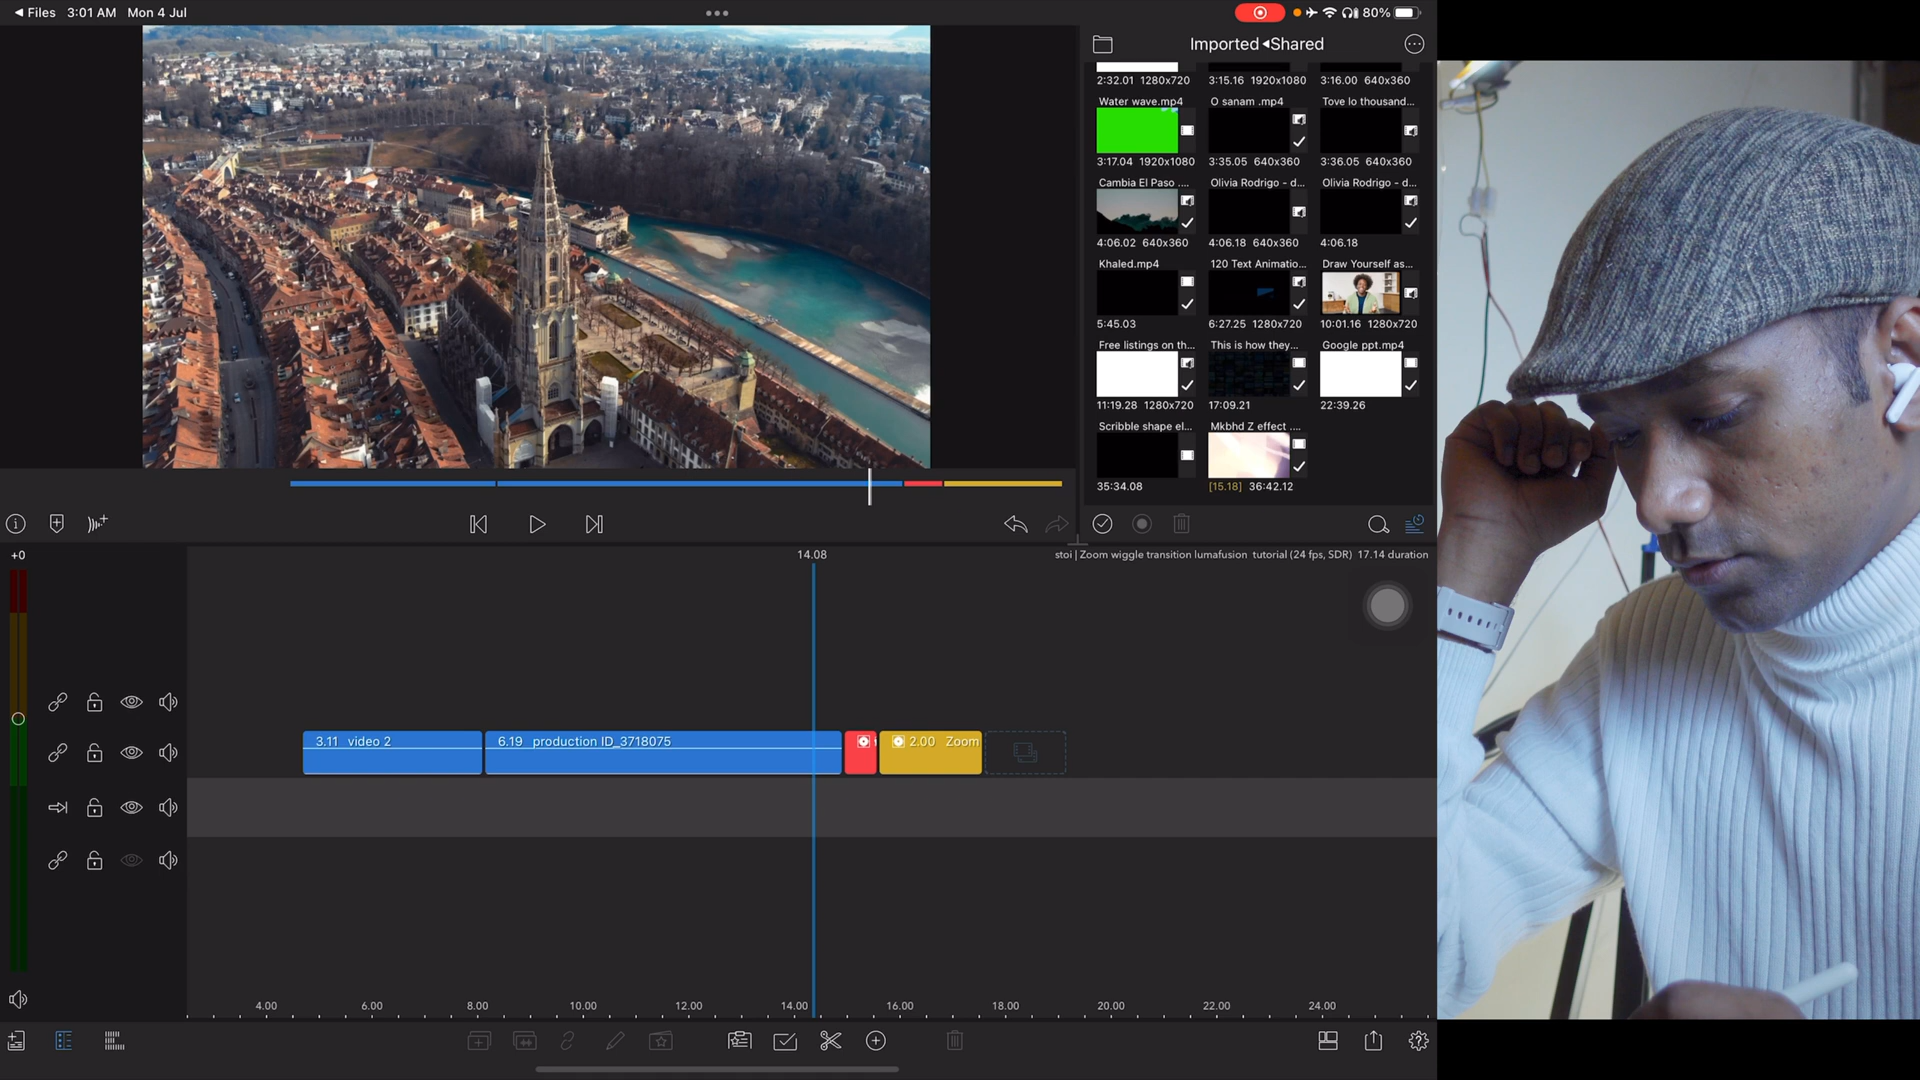 Files 3:01 AM Mon 4 Jul
80%
Imported Shared
2:32.01 1280x720
3:15.16 1920x1080
3:16.00 640x360
Water wave.mp4
O sanam .mp4
Tove lo thousand...
3:17.04 1920x1080
3:35.05 640x360
3:36.05 640x360
Cambia El Paso ....
Olivia Rodrigo - d...
Olivia Rodrigo - d...
4:06.02 640x360
4:06.18 640x360
4:06.18
Khaled.mp4
120 Text Animatio...
Draw Yourself as...
5:45.03
6:27.25 1280x720
10:01.16 1280x720
Free listings on th...
This is how they...
Google ppt.mp4
11:19.28 1280x720
17:09.21
22:39.26
Scribble shape el...
Mkbhd Z effect ....
35:34.08
[15.18] 36:42.12
+0
14.08
stoi | Zoom wiggle transition lumafusion tutorial (24 fps, SDR) 17.14 duration
3.11 video 2
6.19 production ID_3718075
2.00 Zoom
4.00 6.00 8.00 10.00 12.00 14.00 16.00 18.00 20.00 22.00 24.00